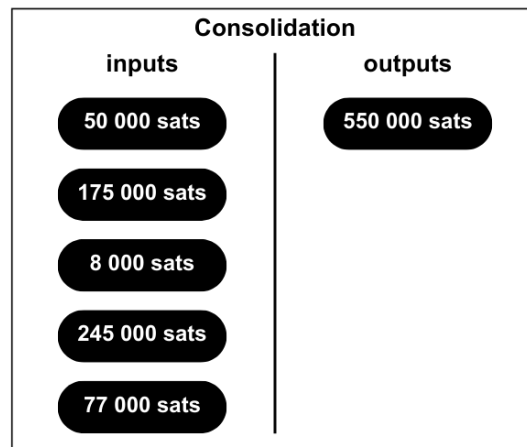 Consolidation
inputs
outputs
50 000 sats
550 000 sats
175 000 sats
8 000 sats
245 000 sats
77 000 sats